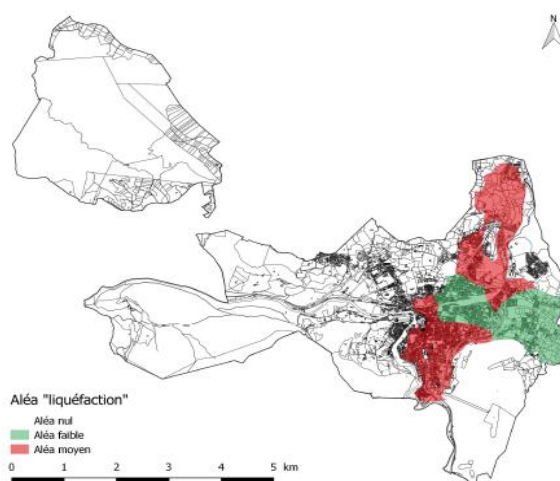 N
Aléa "liquéfaction"
Aléa nul
Aléa faible
Aléa moyen
0 1 2 3 4 5 km